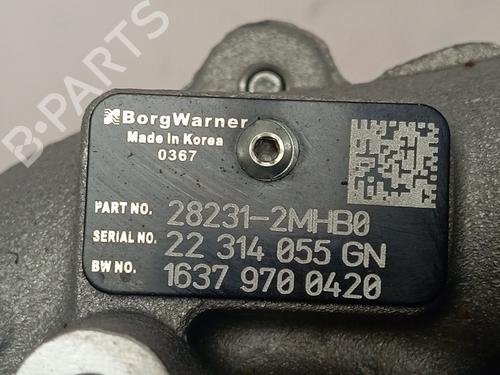 BorgWarner
Made in Korea
0367
PART NO. 28231-2MHB0
SERIAL NO. 22 314 055 GN
BW NO. 1637 970 0420
B-PARTS